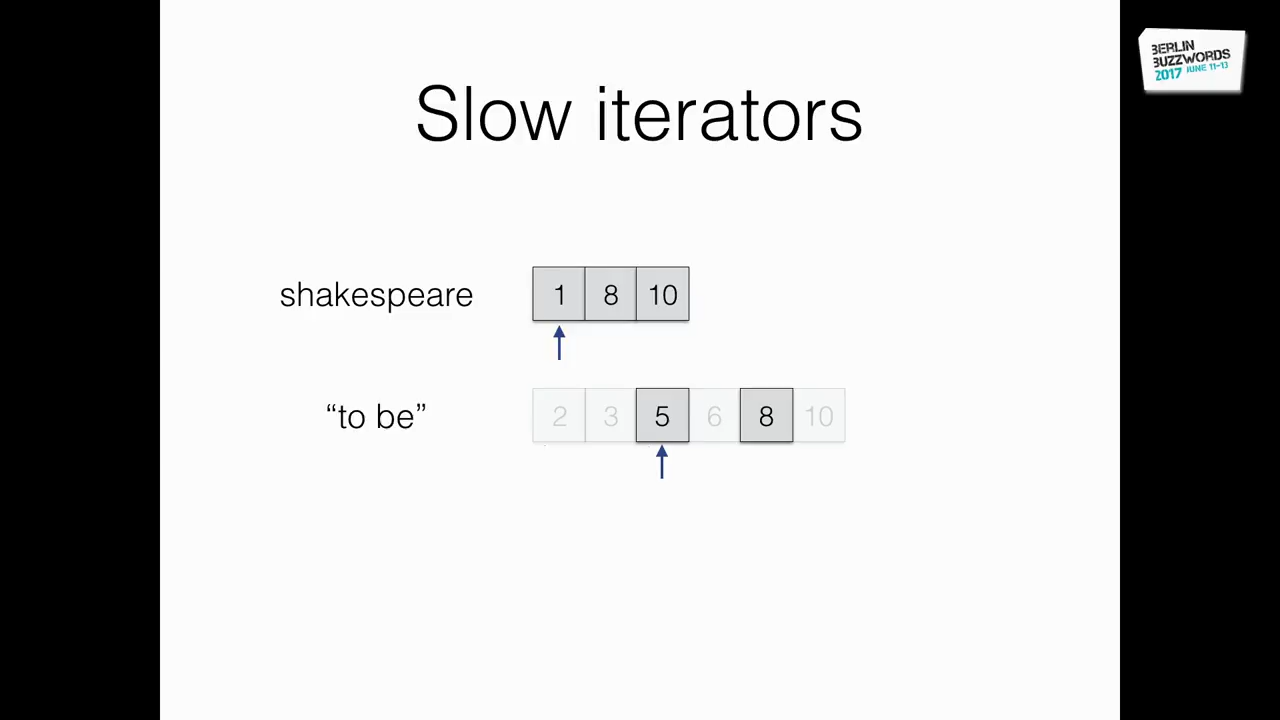 BERLIN
BUZZWORDS
2017 JUNE 11-13
Slow iterators
shakespeare 1 8 10
“to be” 2 3 5 6 8 10